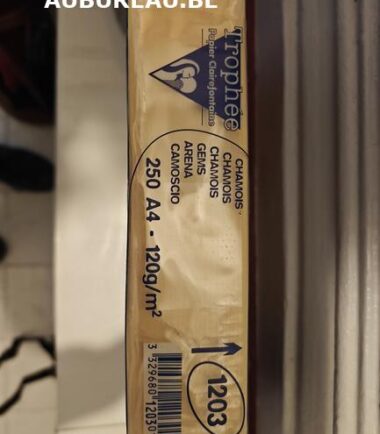 AUBUREAU.BE
Trophée
Papier Clairefontaine
CHAMOIS
CHAMOIS
CHAMOIS
GEMS
ARENA
CAMOSCIO
250 A4 - 120g/m²
1203
3 329680 12030